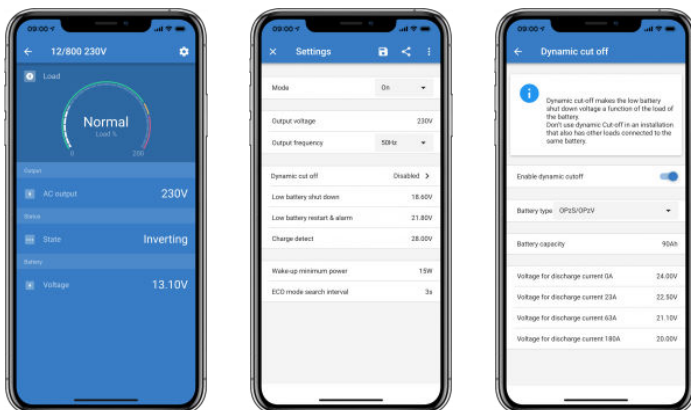 09:00
12/800 230V
Load
Normal
Load %
0 200
Output
AC output 230V
Status
State Inverting
Battery
Voltage 13.10V
09:00
Settings
Mode On
Output voltage 230V
Output frequency 50Hz
Dynamic cut off Disabled
Low battery shut down 18.60V
Low battery restart & alarm 21.80V
Charge detect 28.00V
Wake-up minimum power 15W
ECO mode search interval 3s
09:00
Dynamic cut off
Dynamic cut-off makes the low battery
shut down voltage a function of the load of
the battery.
Don't use dynamic Cut-off in an installation
that also has other loads connected to the
same battery.
Enable dynamic cutoff
Battery type OPzS/OPzV
Battery capacity 90Ah
Voltage for discharge current 0A 24.00V
Voltage for discharge current 23A 22.50V
Voltage for discharge current 63A 21.10V
Voltage for discharge current 180A 20.00V